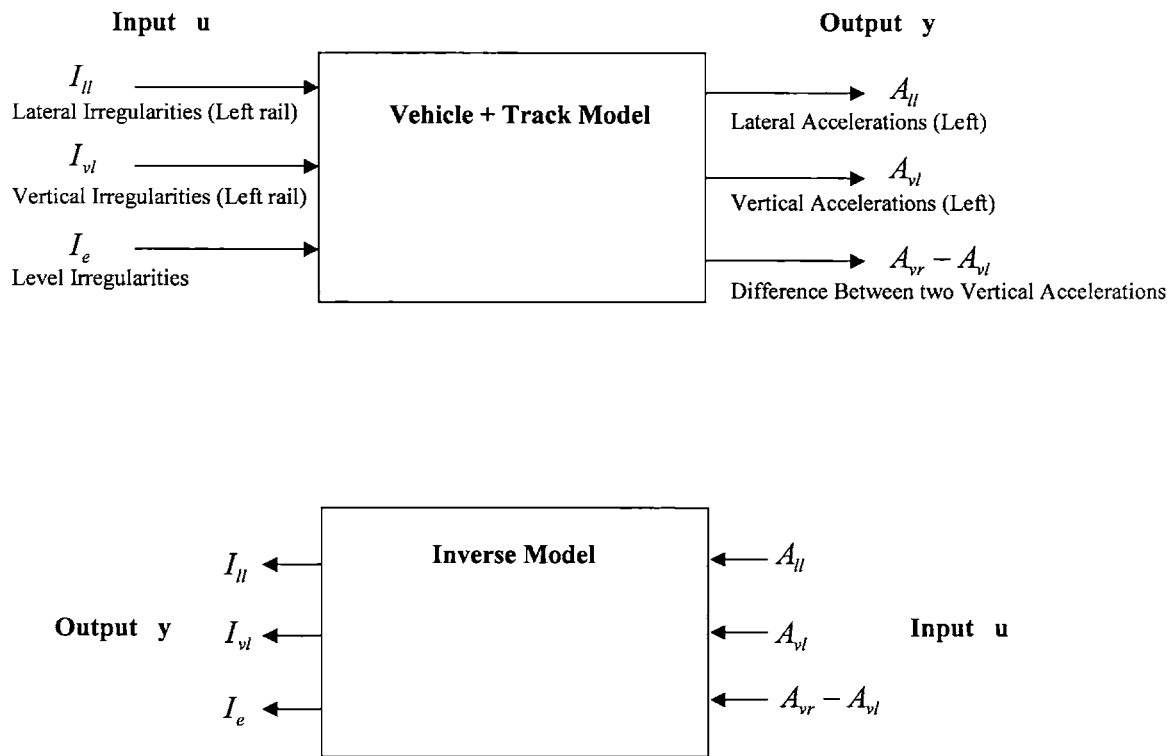 Input u
Output y
I_ll
Lateral Irregularities (Left rail)
I_vl
Vertical Irregularities (Left rail)
I_e
Level Irregularities
Vehicle + Track Model
A_ll
Lateral Accelerations (Left)
A_vl
Vertical Accelerations (Left)
A_vr − A_vl
Difference Between two Vertical Accelerations
Inverse Model
Output y
I_ll
I_vl
I_e
A_ll
A_vl
A_vr − A_vl
Input u